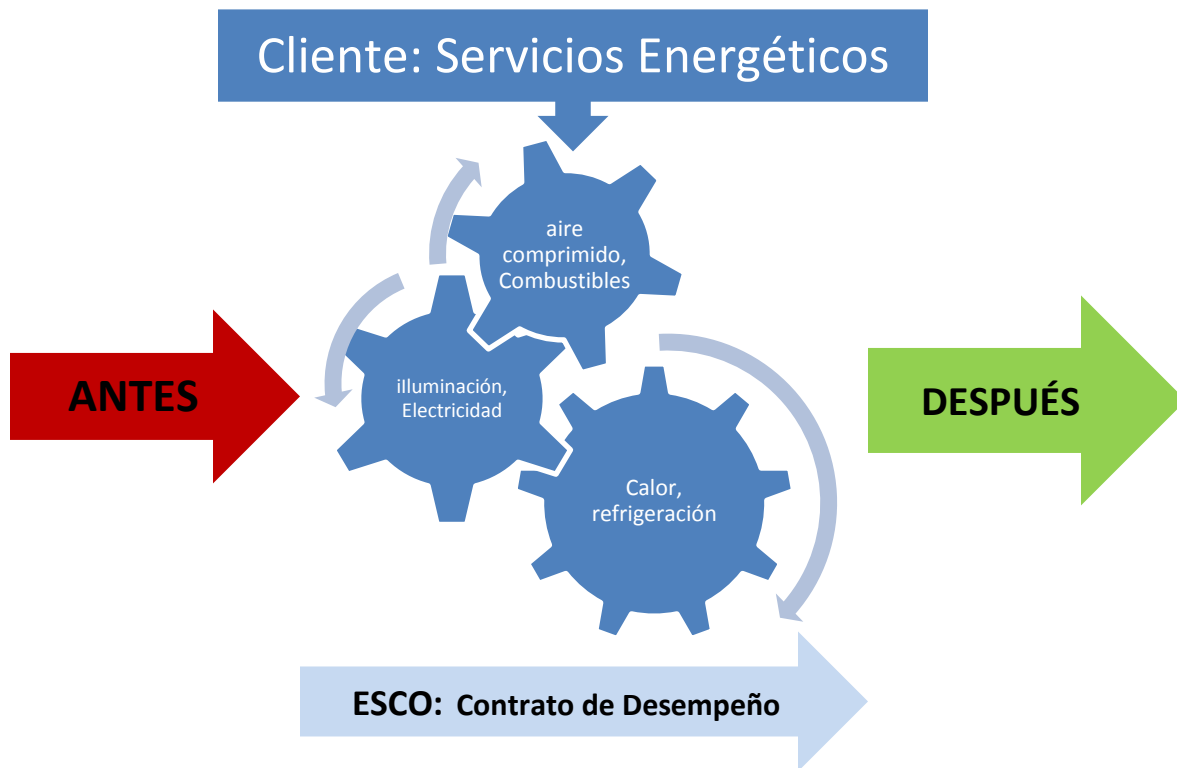 Cliente: Servicios Energéticos
aire
comprimido,
Combustibles
ANTES
illuminación,
Electricidad
DESPUÉS
Calor,
refrigeración
ESCO: Contrato de Desempeño